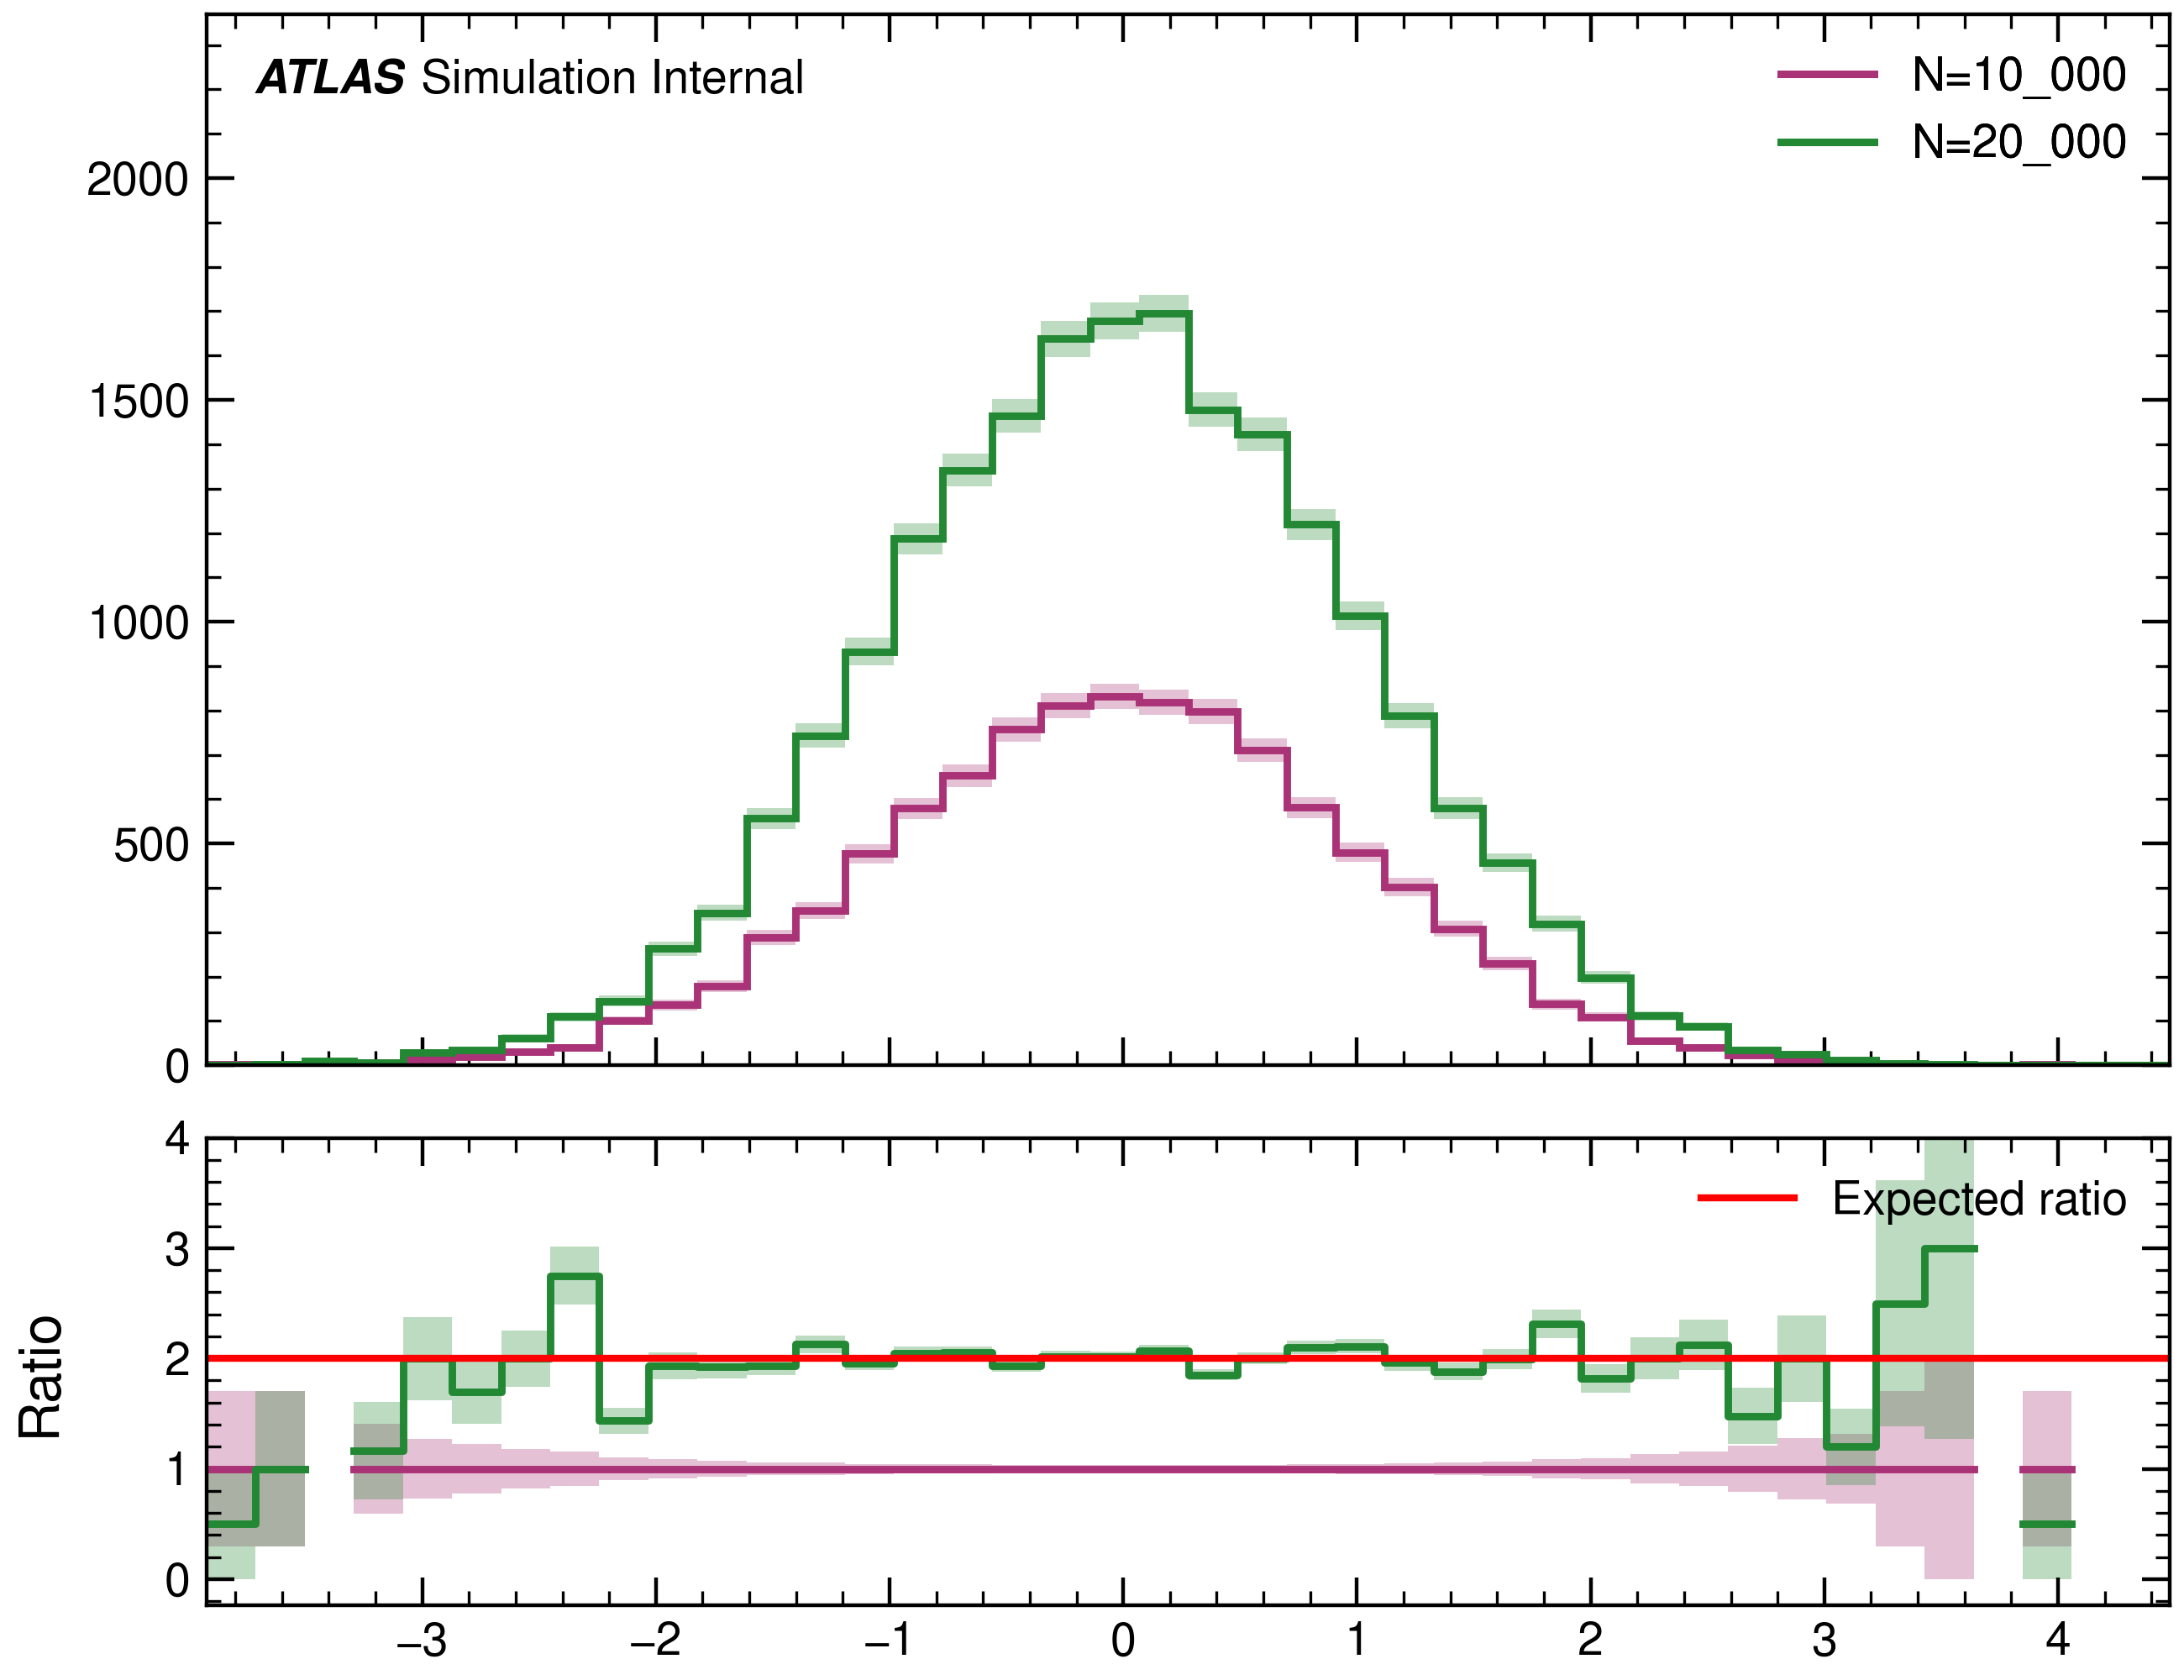 ATLAS Simulation Internal
N=10_000
N=20_000
2000
1500
1000
500
0
Expected ratio
Ratio
4
3
2
1
0
−3 −2 −1 0 1 2 3 4